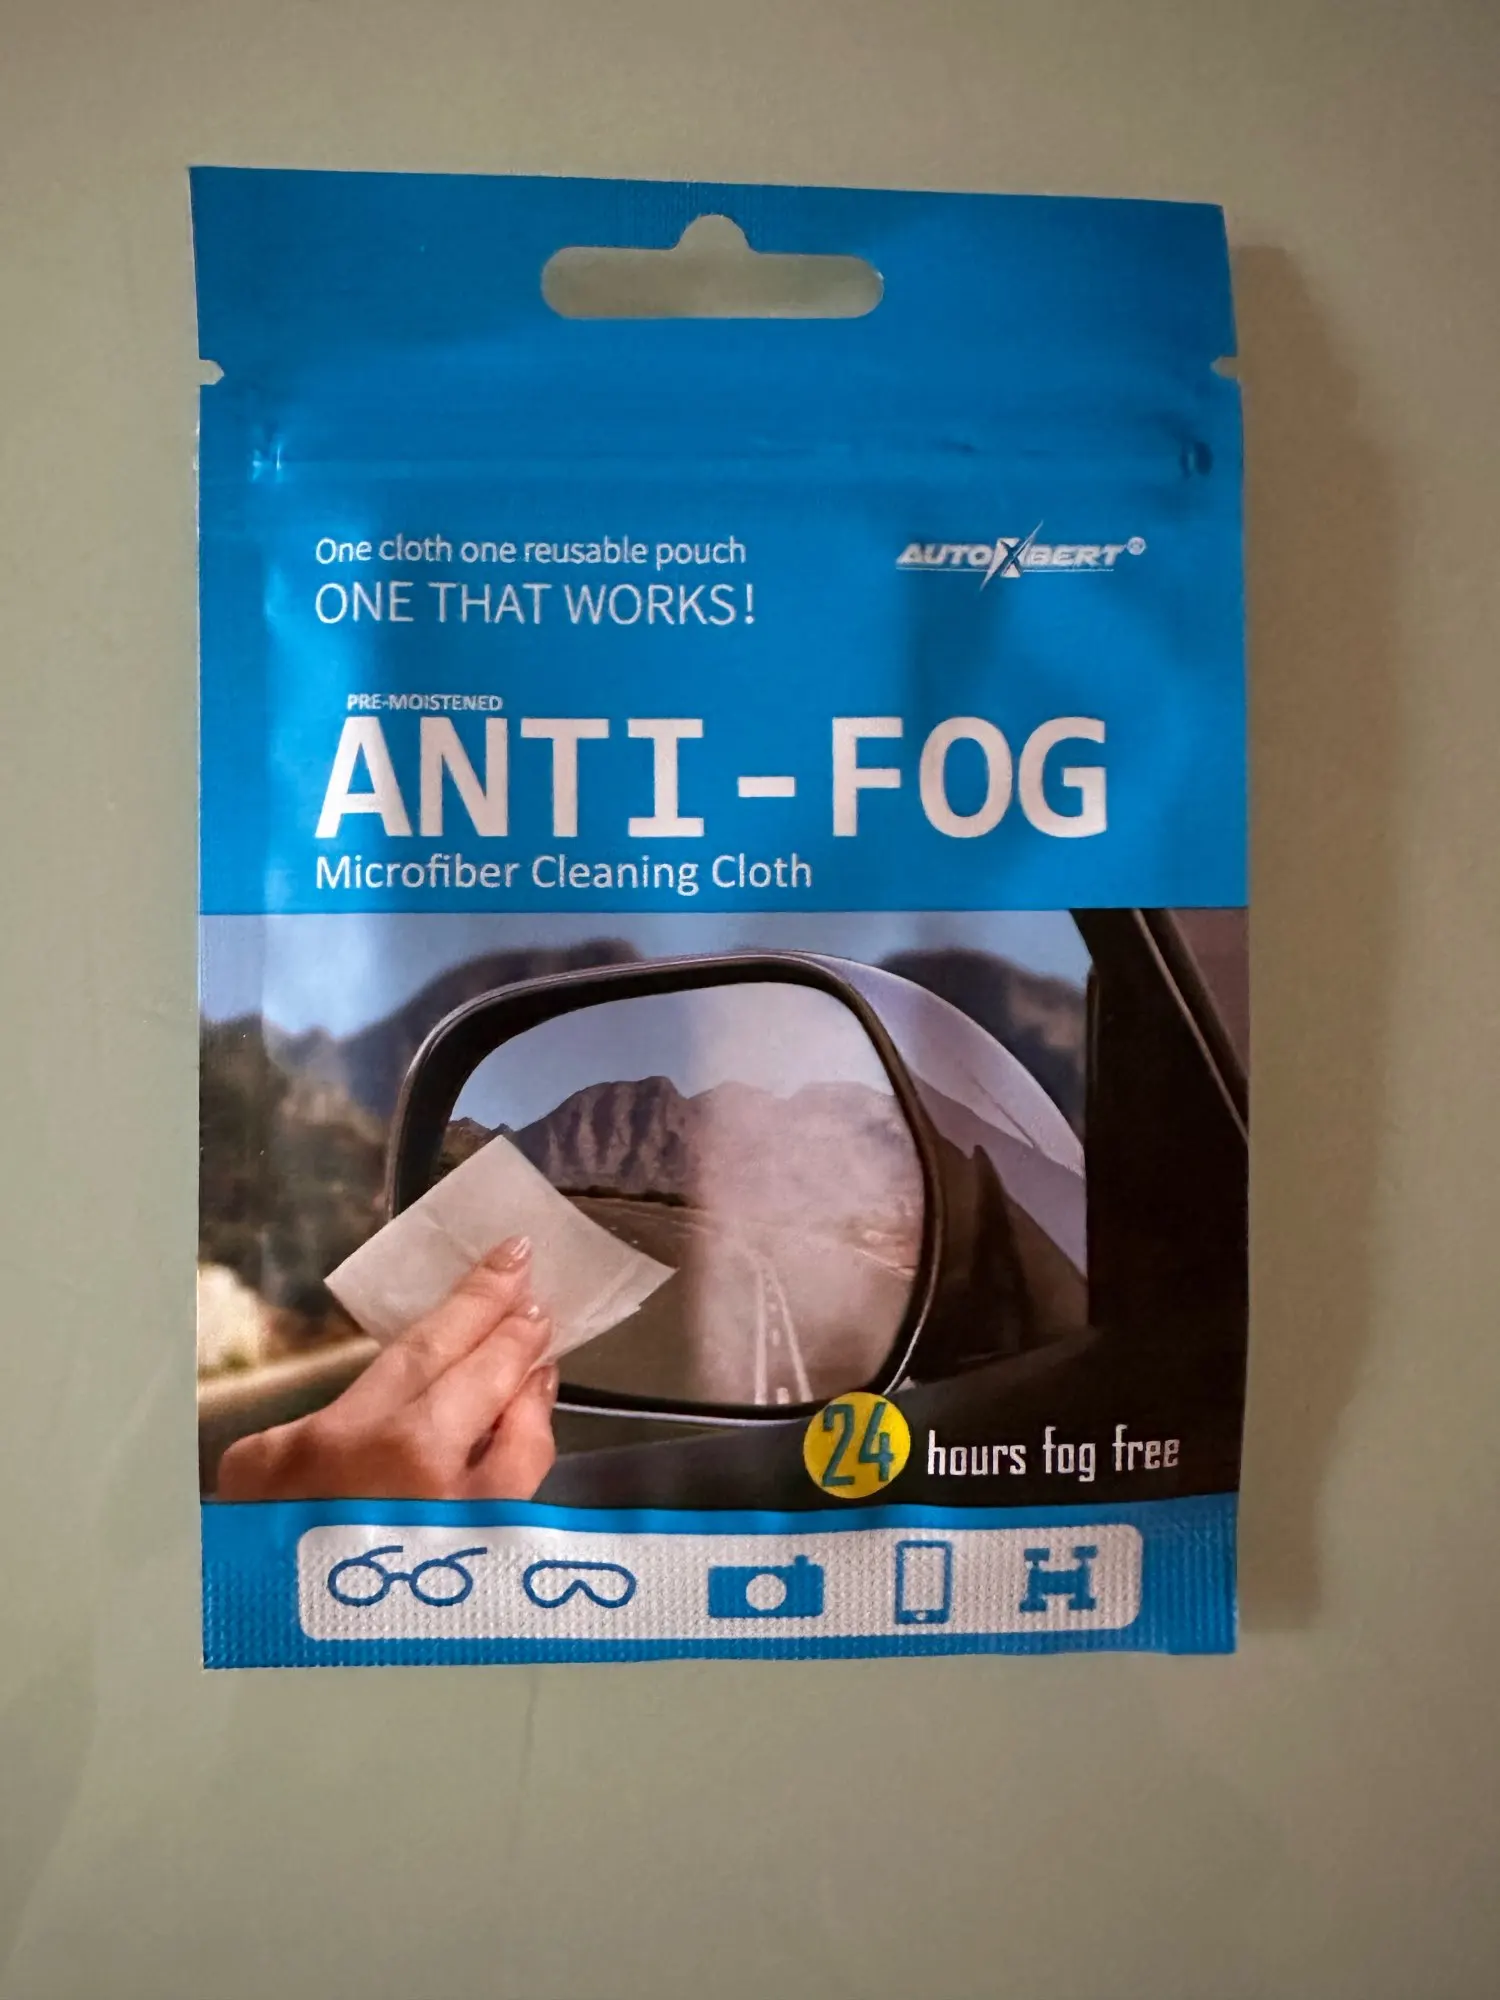 One cloth one reusable pouch
ONE THAT WORKS!
AUTOXBERT®
PRE-MOISTENED
ANTI-FOG
Microfiber Cleaning Cloth
24 hours fog free